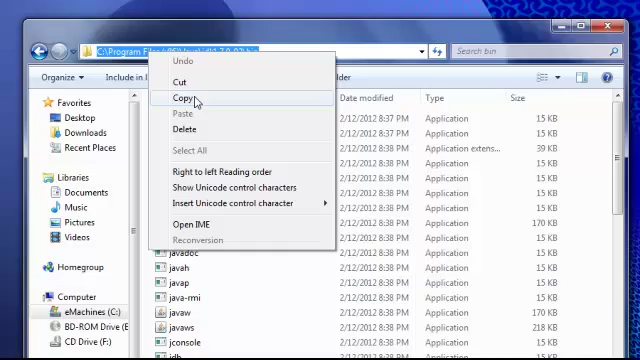 C:\Program Files (x86)\Java\jdk1.7.0_02\bin
Search bin
Organize
Include in
lder
Undo
Cut
Copy
Paste
Delete
Select All
Right to left Reading order
Show Unicode control characters
Insert Unicode control character
Open IME
Reconversion
Favorites
Desktop
Downloads
Recent Places
Libraries
Documents
Music
Pictures
Videos
Homegroup
Computer
eMachines (C:)
BD-ROM Drive (E
CD Drive (F:)
Date modified Type Size
2/12/2012 8:37 PM Application 15 KB
2/12/2012 8:37 PM Application 15 KB
2/12/2012 8:38 PM Application extens... 39 KB
2/12/2012 8:37 PM Application 15 KB
2/12/2012 8:37 PM Application 15 KB
2/12/2012 8:37 PM Application 15 KB
2/12/2012 8:38 PM Application 15 KB
2/12/2012 8:38 PM Application 170 KB
2/12/2012 8:38 PM Application 15 KB
javadoc 2/12/2012 8:38 PM Application 15 KB
javah 2/12/2012 8:38 PM Application 15 KB
javap 2/12/2012 8:38 PM Application 15 KB
java-rmi 2/12/2012 8:38 PM Application 15 KB
javaw 2/12/2012 8:38 PM Application 170 KB
javaws 2/12/2012 8:38 PM Application 218 KB
jconsole 2/12/2012 8:38 PM Application 15 KB
jdb 2/12/2012 8:38 PM Application 15 KB